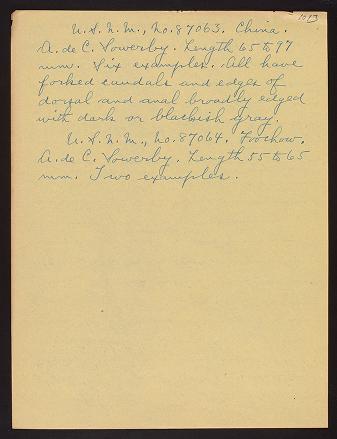 1013
U.S.N.M., No. 87063. China.
A. de C. Sowerby. Length 65 to 97
mm. Six examples. All have
forked caudals and edges of
dorsal and anal broadly edged
with dark or blackish gray.
U.S.N.M., No. 87064. Foochow.
A. de C. Sowerby. Length 55 to 65
mm. Two examples.